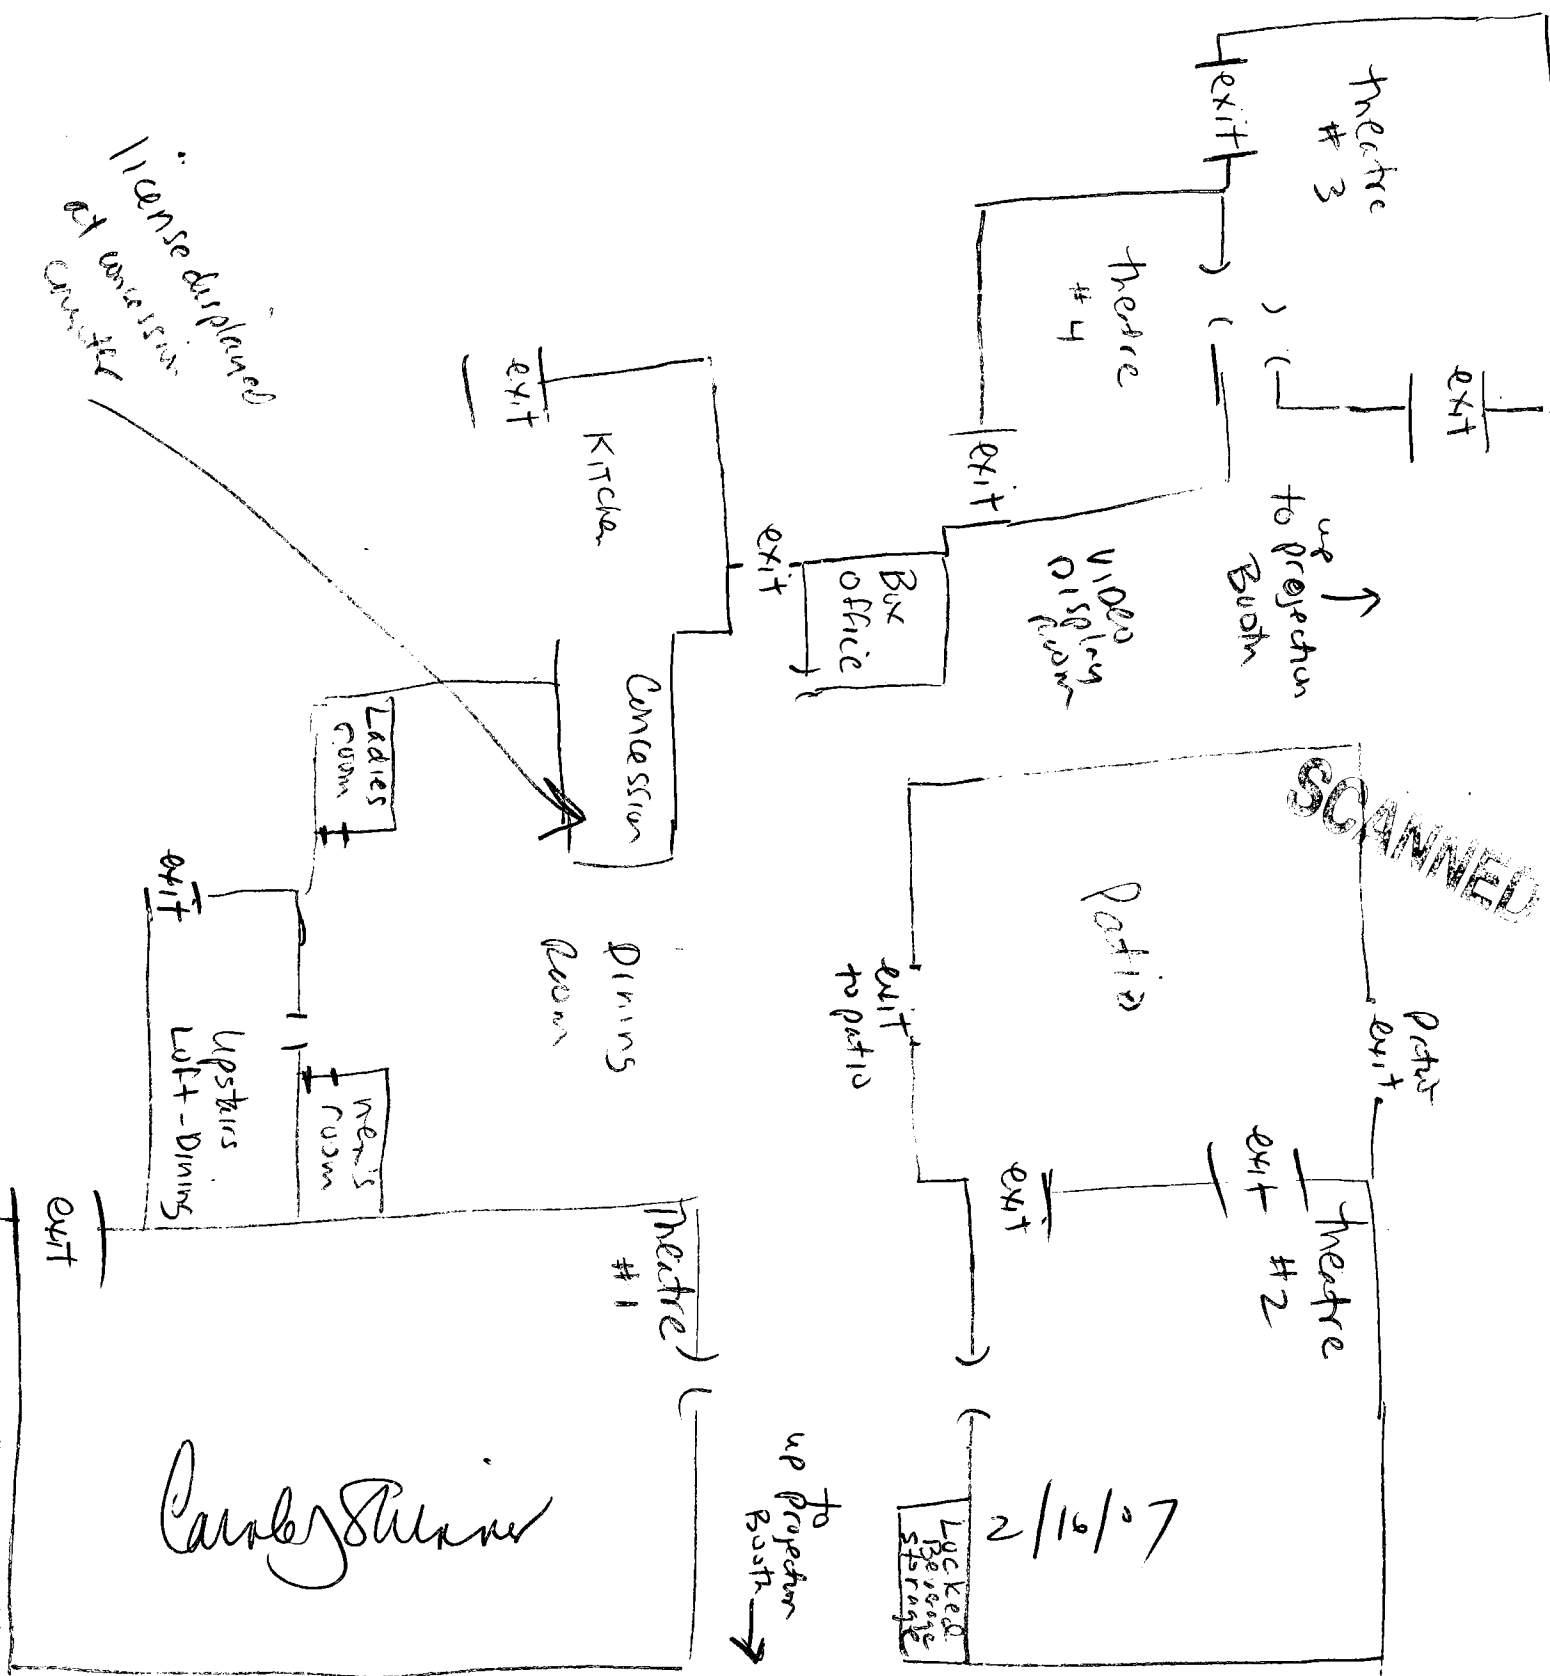 theatre
# 3
exit
exit
up
to projection
Booth
theatre
# 4
exit
VIDEO
DISPLAY
ROOM
SCANNED
Patio
exit
exit
theatre
#2
Patio
exit
exit
to patio
Box
office
exit
Kitchen
exit
license displayed
at concession
counter
Concession
Ladies
room
Dining
Room
exit
Upstairs
Loft - Dining
men's
room
Theatre
#1
exit
up to
projection
Booth
Locked
Beverage
storage
2/16/07